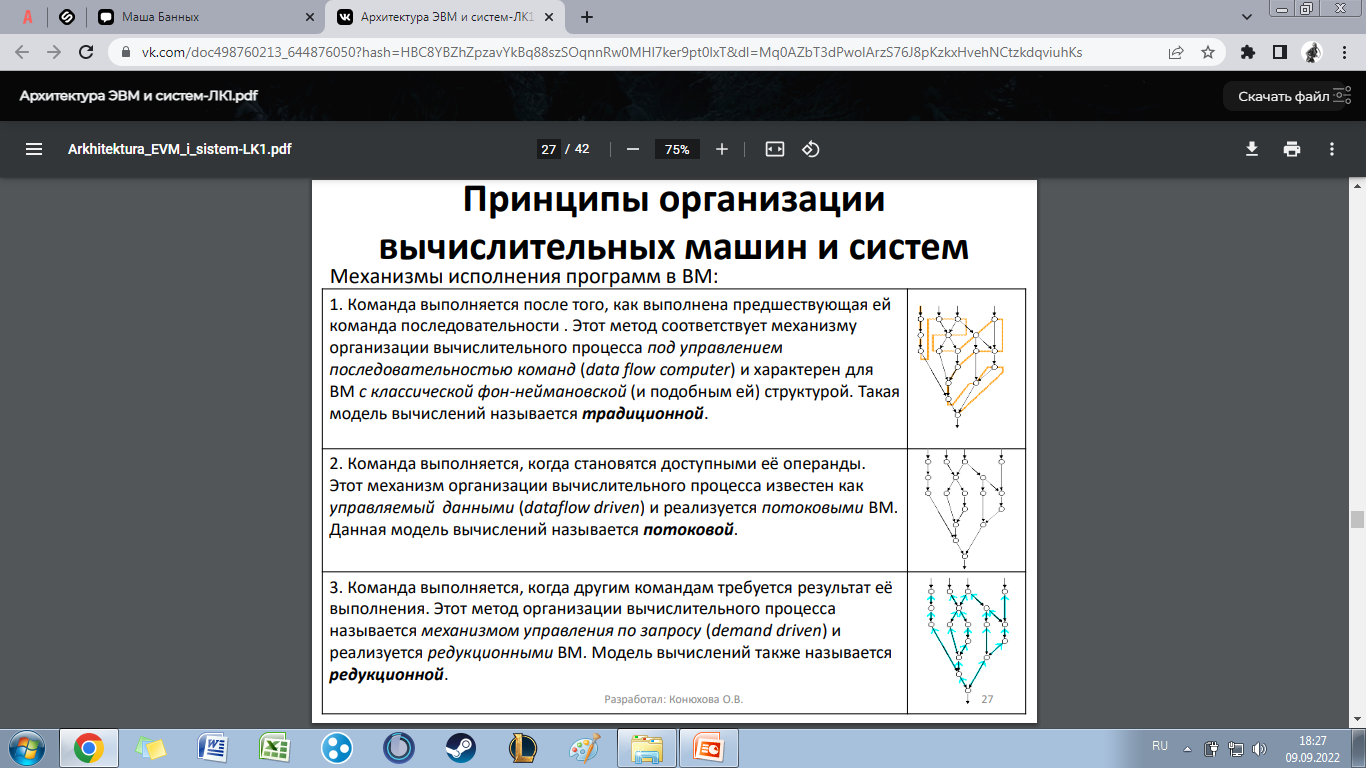 Маша Банных
Архитектура ЭВМ и систем-ЛК1
vk.com/doc498760213_644876050?hash=HBC8YBZhZpzavYkBq88szSOqnnRw0MHl7ker9pt0lxT&dl=Mq0AZbT3dPwolArzS76J8pKzkxHvehNCtzkdqviuhKs
Архитектура ЭВМ и систем-ЛК1.pdf
Скачать файл
Arkhitektura_EVM_i_sistem-LK1.pdf
27 / 42
75%
Принципы организации
вычислительных машин и систем
Механизмы исполнения программ в ВМ:
1. Команда выполняется после того, как выполнена предшествующая ей
команда последовательности . Этот метод соответствует механизму
организации вычислительного процесса под управлением
последовательностью команд (data flow computer) и характерен для
ВМ с классической фон-неймановской (и подобным ей) структурой. Такая
модель вычислений называется традиционной.
2. Команда выполняется, когда становятся доступными её операнды.
Этот механизм организации вычислительного процесса известен как
управляемый данными (dataflow driven) и реализуется потоковыми ВМ.
Данная модель вычислений называется потоковой.
3. Команда выполняется, когда другим командам требуется результат её
выполнения. Этот метод организации вычислительного процесса
называется механизмом управления по запросу (demand driven) и
реализуется редукционными ВМ. Модель вычислений также называется
редукционной.
Разработал: Конюхова О.В.
27
RU
18:27
09.09.2022